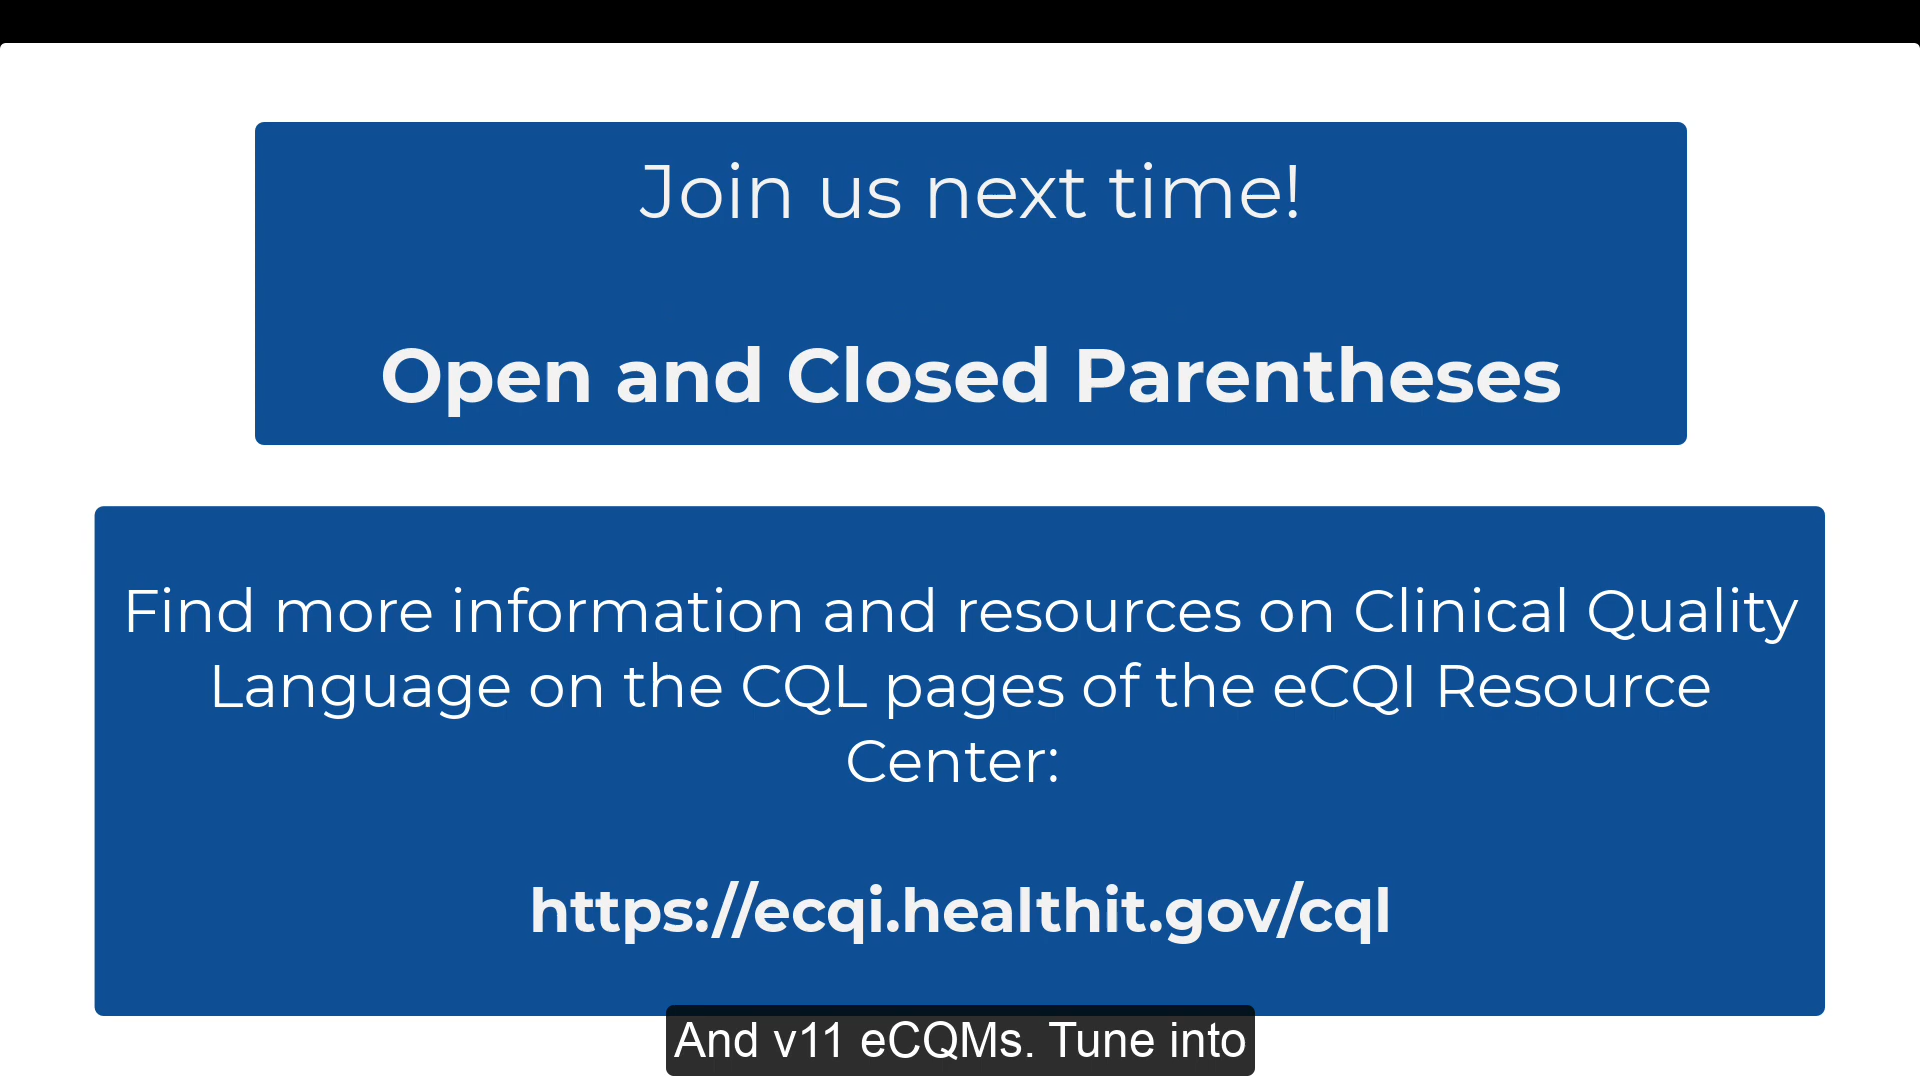 Join us next time!
Open and Closed Parentheses
Find more information and resources on Clinical Quality
Language on the CQL pages of the eCQI Resource
Center:
https://ecqi.healthit.gov/cql
And v11 eCQMs. Tune into